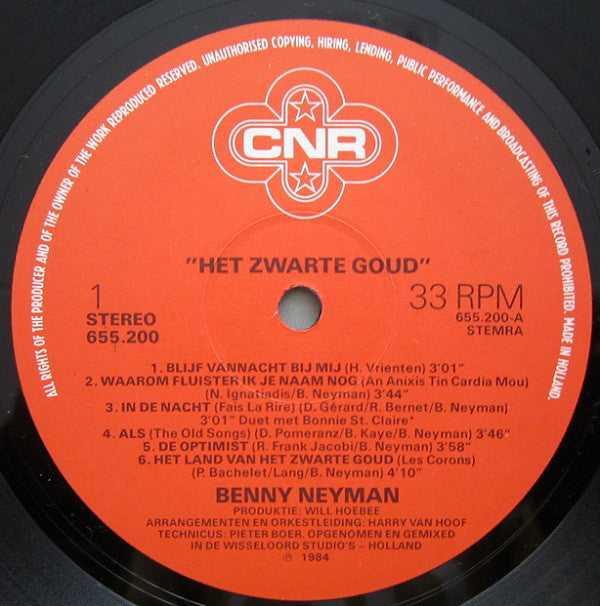 ALL RIGHTS OF THE PRODUCER AND OF THE OWNER OF THE WORK REPRODUCED RESERVED. UNAUTHORISED COPYING, HIRING, LENDING, PUBLIC PERFORMANCE AND BROADCASTING OF THIS RECORD PROHIBITED. MADE IN HOLLAND.
CNR
"HET ZWARTE GOUD"
1
STEREO
655.200
33 RPM
655.200-A
STEMRA
1. BLIJF VANNACHT BIJ MIJ (H. Vrienten) 3'01"
2. WAAROM FLUISTER IK JE NAAM NOG (An Anixis Tin Cardia Mou)
(N. Ignatiadis/B. Neyman) 3'44"
3. IN DE NACHT (Fais La Rire) (D. Gérard/R. Bernet/B. Neyman)
3'01" Duet met Bonnie St. Claire*
4. ALS (The Old Songs) (D. Pomeranz/B. Kaye/B. Neyman) 3'46"
5. DE OPTIMIST (R. Frank Jacobi/B. Neyman) 3'58"
6. HET LAND VAN HET ZWARTE GOUD (Les Corons)
(P. Bachelet/Lang/B. Neyman) 4'10"
BENNY NEYMAN
PRODUKTIE: WILL HOEBEE
ARRANGEMENTEN EN ORKESTLEIDING: HARRY VAN HOOF
TECHNICUS: PIETER BOER. OPGENOMEN EN GEMIXED
IN DE WISSELOORD STUDIO'S – HOLLAND
℗ 1984